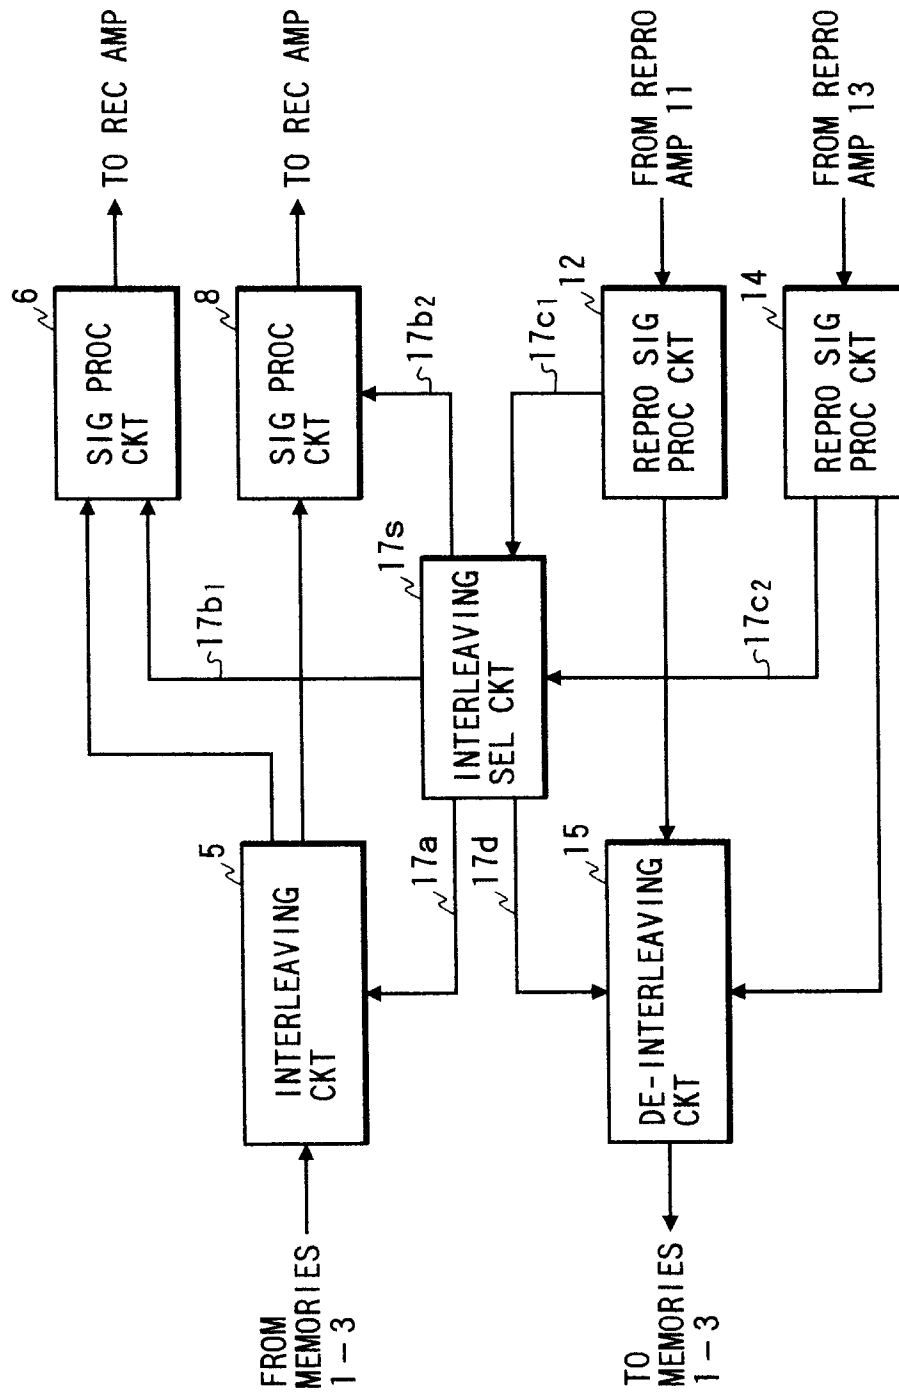 FROM
MEMORIES
1-3
5
INTERLEAVING
CKT
17a
17b1
6
SIG PROC
CKT
TO REC AMP
8
SIG PROC
CKT
TO REC AMP
17b2
17s
INTERLEAVING
SEL CKT
17c1
17d
17c2
TO
MEMORIES
1-3
15
DE-INTERLEAVING
CKT
12
REPRO SIG
PROC CKT
FROM REPRO
AMP 11
14
REPRO SIG
PROC CKT
FROM REPRO
AMP 13